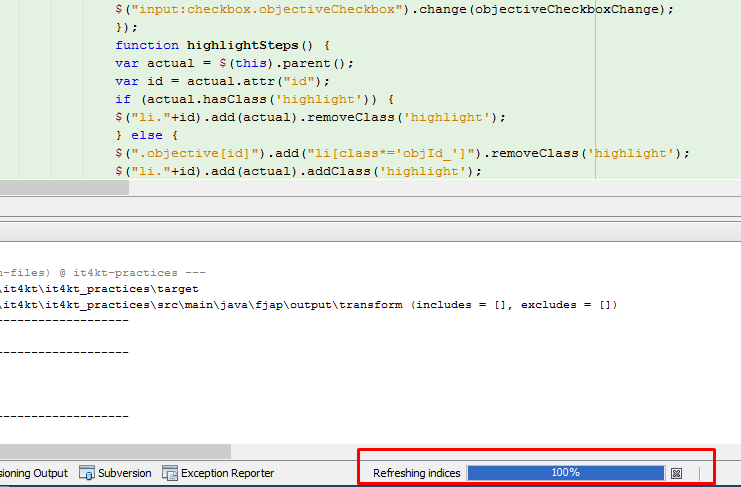 $("input:checkbox.objectiveCheckbox").change(objectiveCheckboxChange);
});
function highlightSteps() {
var actual = $(this).parent();
var id = actual.attr("id");
if (actual.hasClass('highlight')) {
$("li."+id).add(actual).removeClass('highlight');
} else {
$(".objective[id]").add("li[class*='objId_']").removeClass('highlight');
$("li."+id).add(actual).addClass('highlight');
n-files) @ it4kt-practices ---
\it4kt\it4kt_practices\target
\it4kt\it4kt_practices\src\main\java\fjap\output\transform (includes = [], excludes = [])
-------------------
-------------------
-------------------
sioning Output Subversion Exception Reporter Refreshing indices 100%